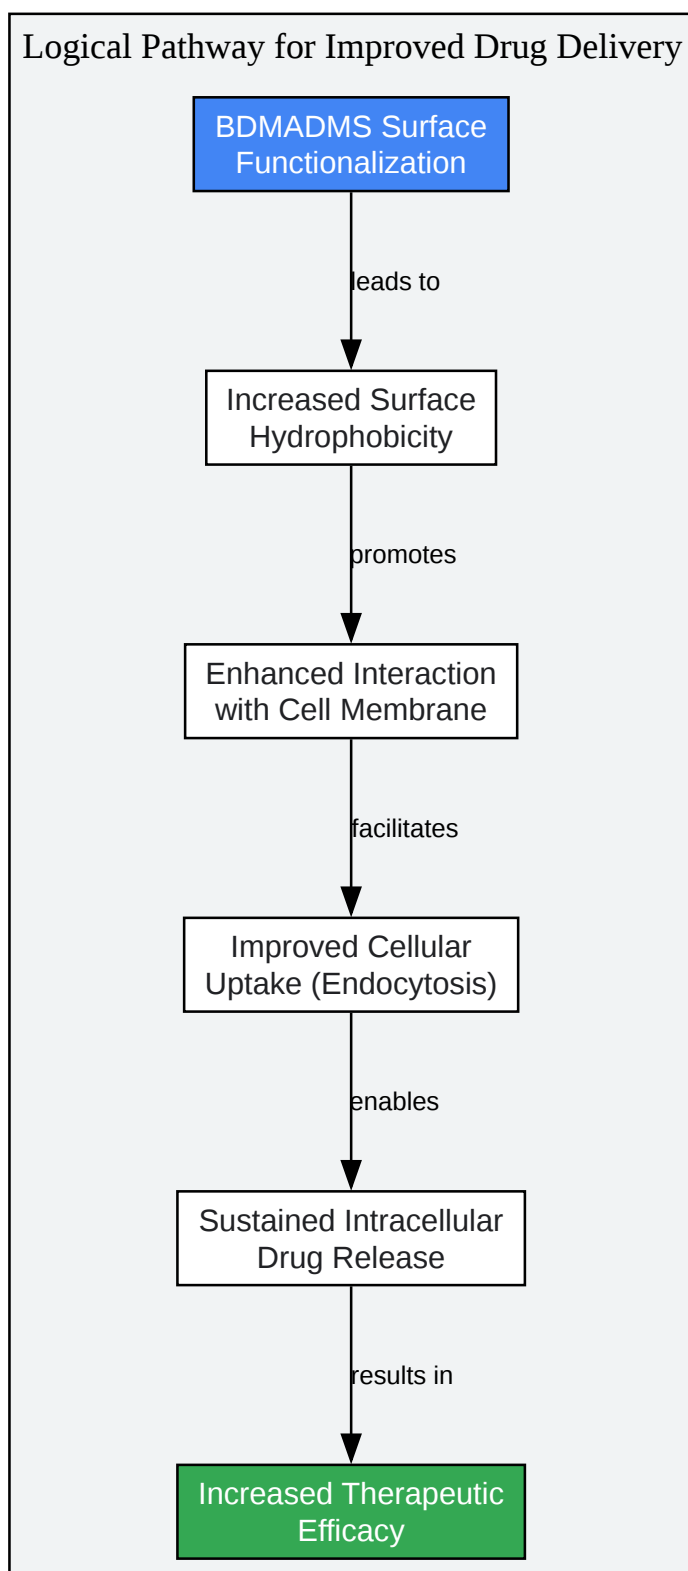 Logical Pathway for Improved Drug Delivery
BDMADMS Surface
Functionalization
leads to
Increased Surface
Hydrophobicity
promotes
Enhanced Interaction
with Cell Membrane
facilitates
Improved Cellular
Uptake (Endocytosis)
enables
Sustained Intracellular
Drug Release
results in
Increased Therapeutic
Efficacy